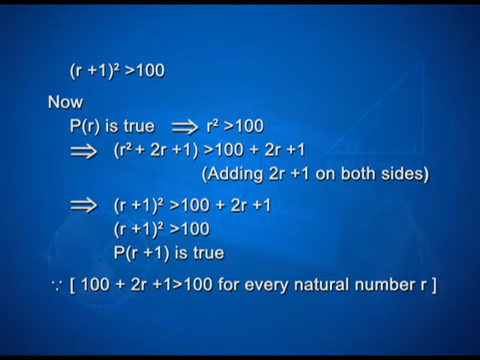 (r +1)² >100
Now
P(r) is true ⟹ r² >100
⟹ (r² + 2r +1) >100 + 2r +1
(Adding 2r +1 on both sides)
⟹ (r +1)² >100 + 2r +1
(r +1)² >100
P(r +1) is true
∵ [ 100 + 2r +1>100 for every natural number r ]